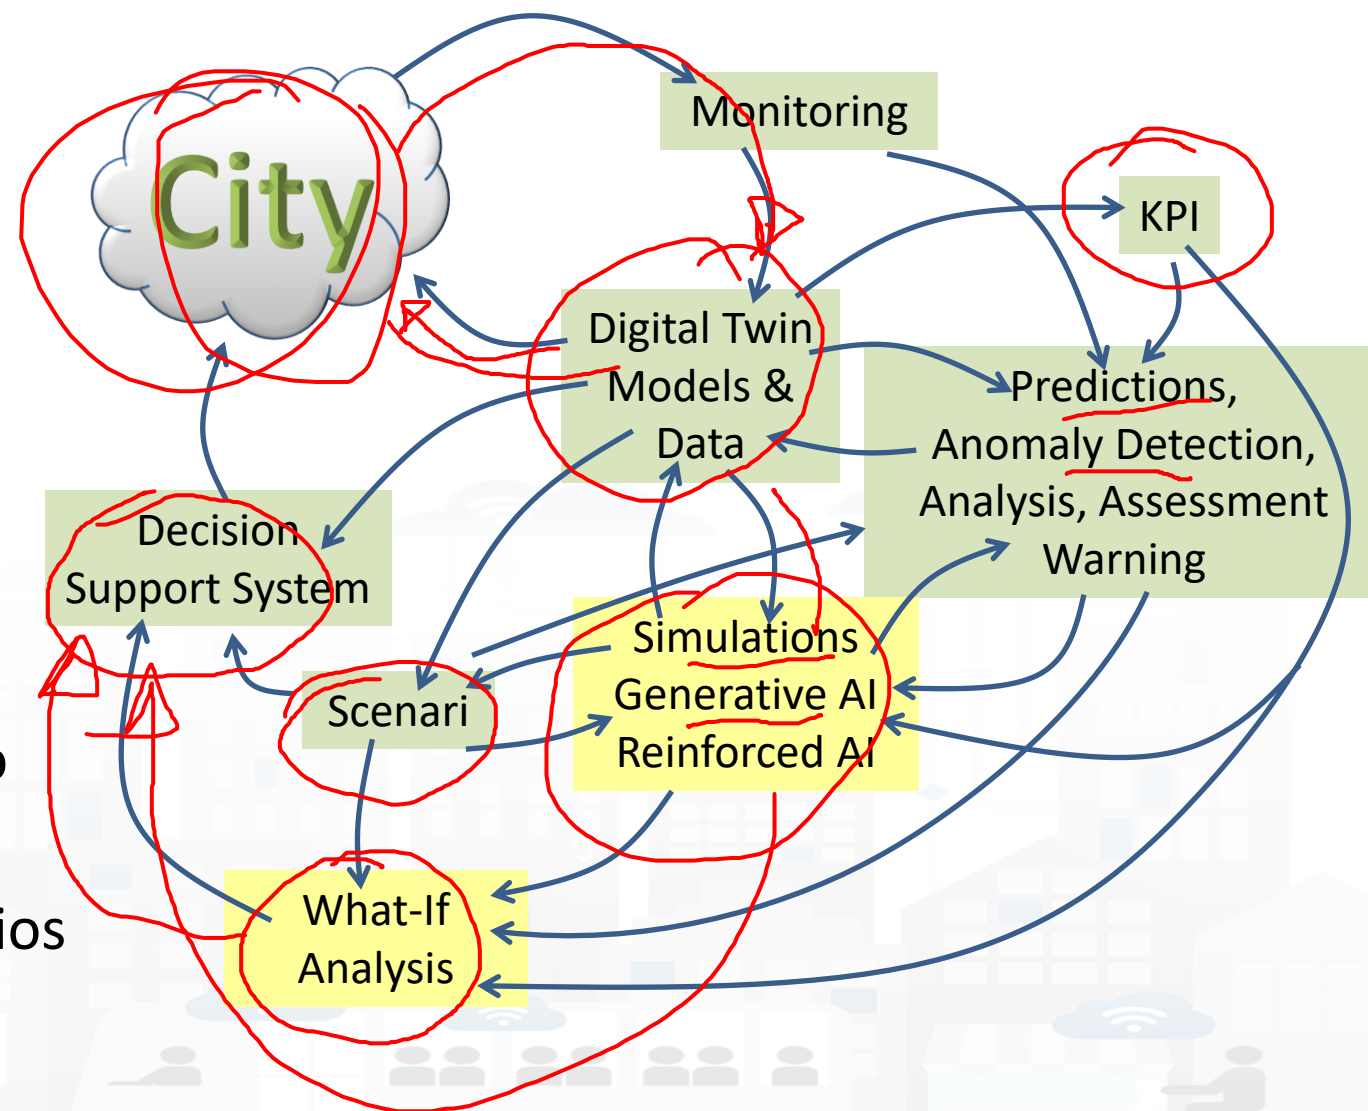 City
Monitoring
KPI
Digital Twin
Models &
Data
Predictions,
Anomaly Detection,
Analysis, Assessment
Warning
Decision
Support System
Simulations
Generative AI
Reinforced AI
Scenari
What-If
Analysis
ios